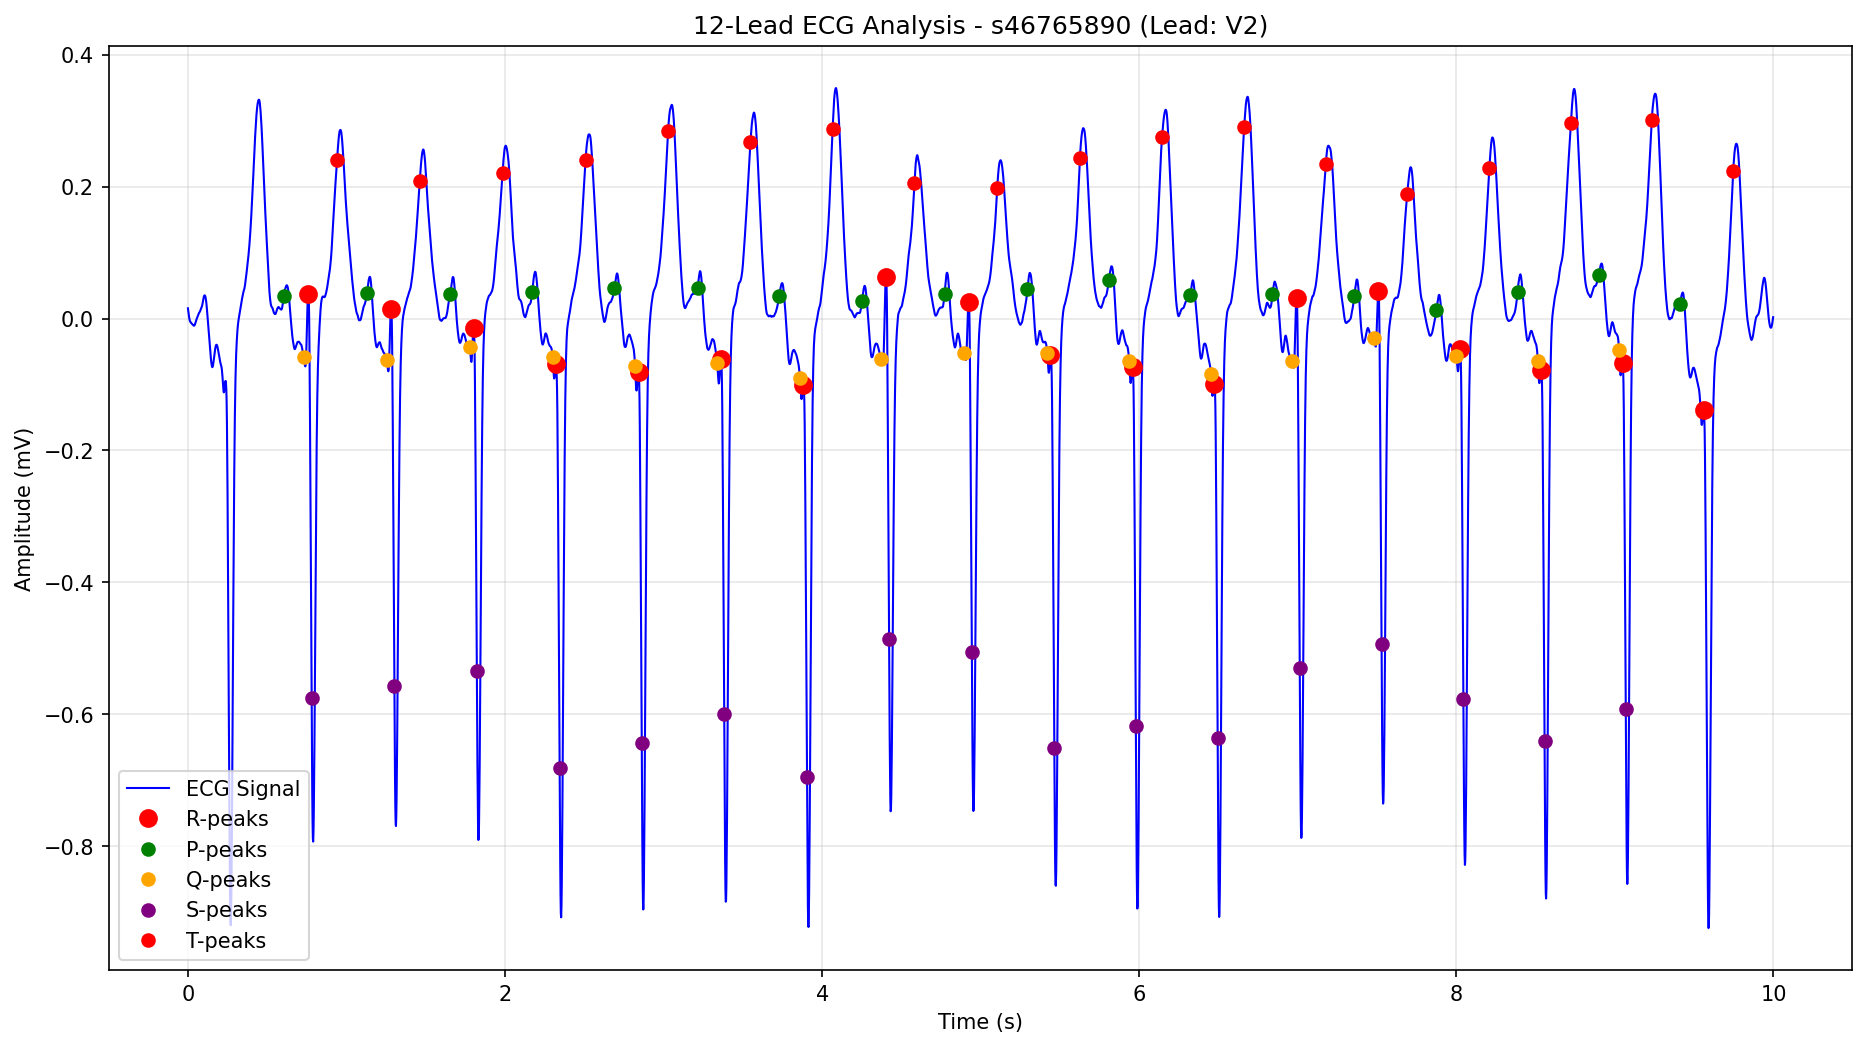 12-Lead ECG Analysis - s46765890 (Lead: V2)
0.4
0.2
0.0
−0.2
−0.4
−0.6
−0.8
Amplitude (mV)
ECG Signal
R-peaks
P-peaks
Q-peaks
S-peaks
T-peaks
0 2 4 6 8 10
Time (s)